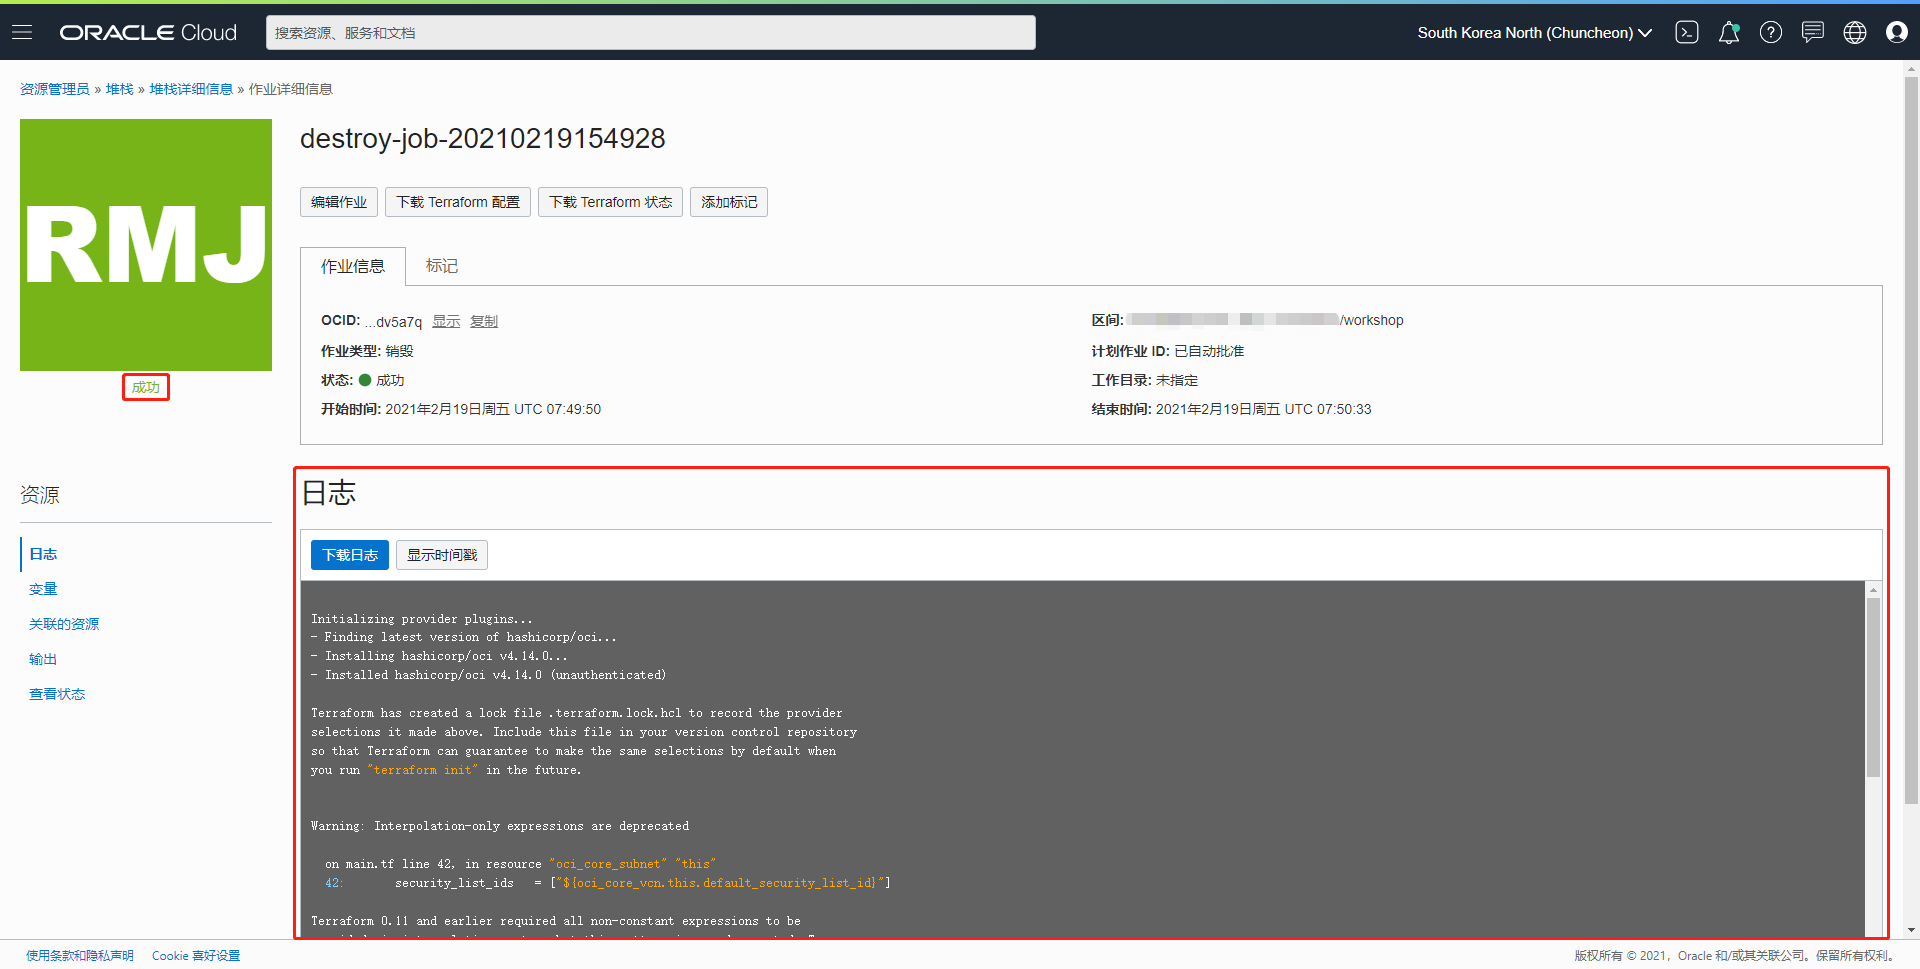 ORACLE Cloud
搜索资源、服务和文档
South Korea North (Chuncheon)
资源管理员 » 堆栈 » 堆栈详细信息 » 作业详细信息
RMJ
成功
destroy-job-20210219154928
编辑作业
下载 Terraform 配置
下载 Terraform 状态
添加标记
作业信息
标记
OCID: ...dv5a7q 显示 复制
作业类型: 销毁
状态: 成功
开始时间: 2021年2月19日周五 UTC 07:49:50
区间: /workshop
计划作业 ID: 已自动批准
工作目录: 未指定
结束时间: 2021年2月19日周五 UTC 07:50:33
资源
日志
变量
关联的资源
输出
查看状态
日志
下载日志
显示时间戳
Initializing provider plugins...
- Finding latest version of hashicorp/oci...
- Installing hashicorp/oci v4.14.0...
- Installed hashicorp/oci v4.14.0 (unauthenticated)
Terraform has created a lock file .terraform.lock.hcl to record the provider
selections it made above. Include this file in your version control repository
so that Terraform can guarantee to make the same selections by default when
you run "terraform init" in the future.
Warning: Interpolation-only expressions are deprecated
on main.tf line 42, in resource "oci_core_subnet" "this"
42: security_list_ids = ["${oci_core_vcn.this.default_security_list_id}"]
Terraform 0.11 and earlier required all non-constant expressions to be
使用条款和隐私声明
Cookie 喜好设置
版权所有 © 2021，Oracle 和/或其关联公司。保留所有权利。